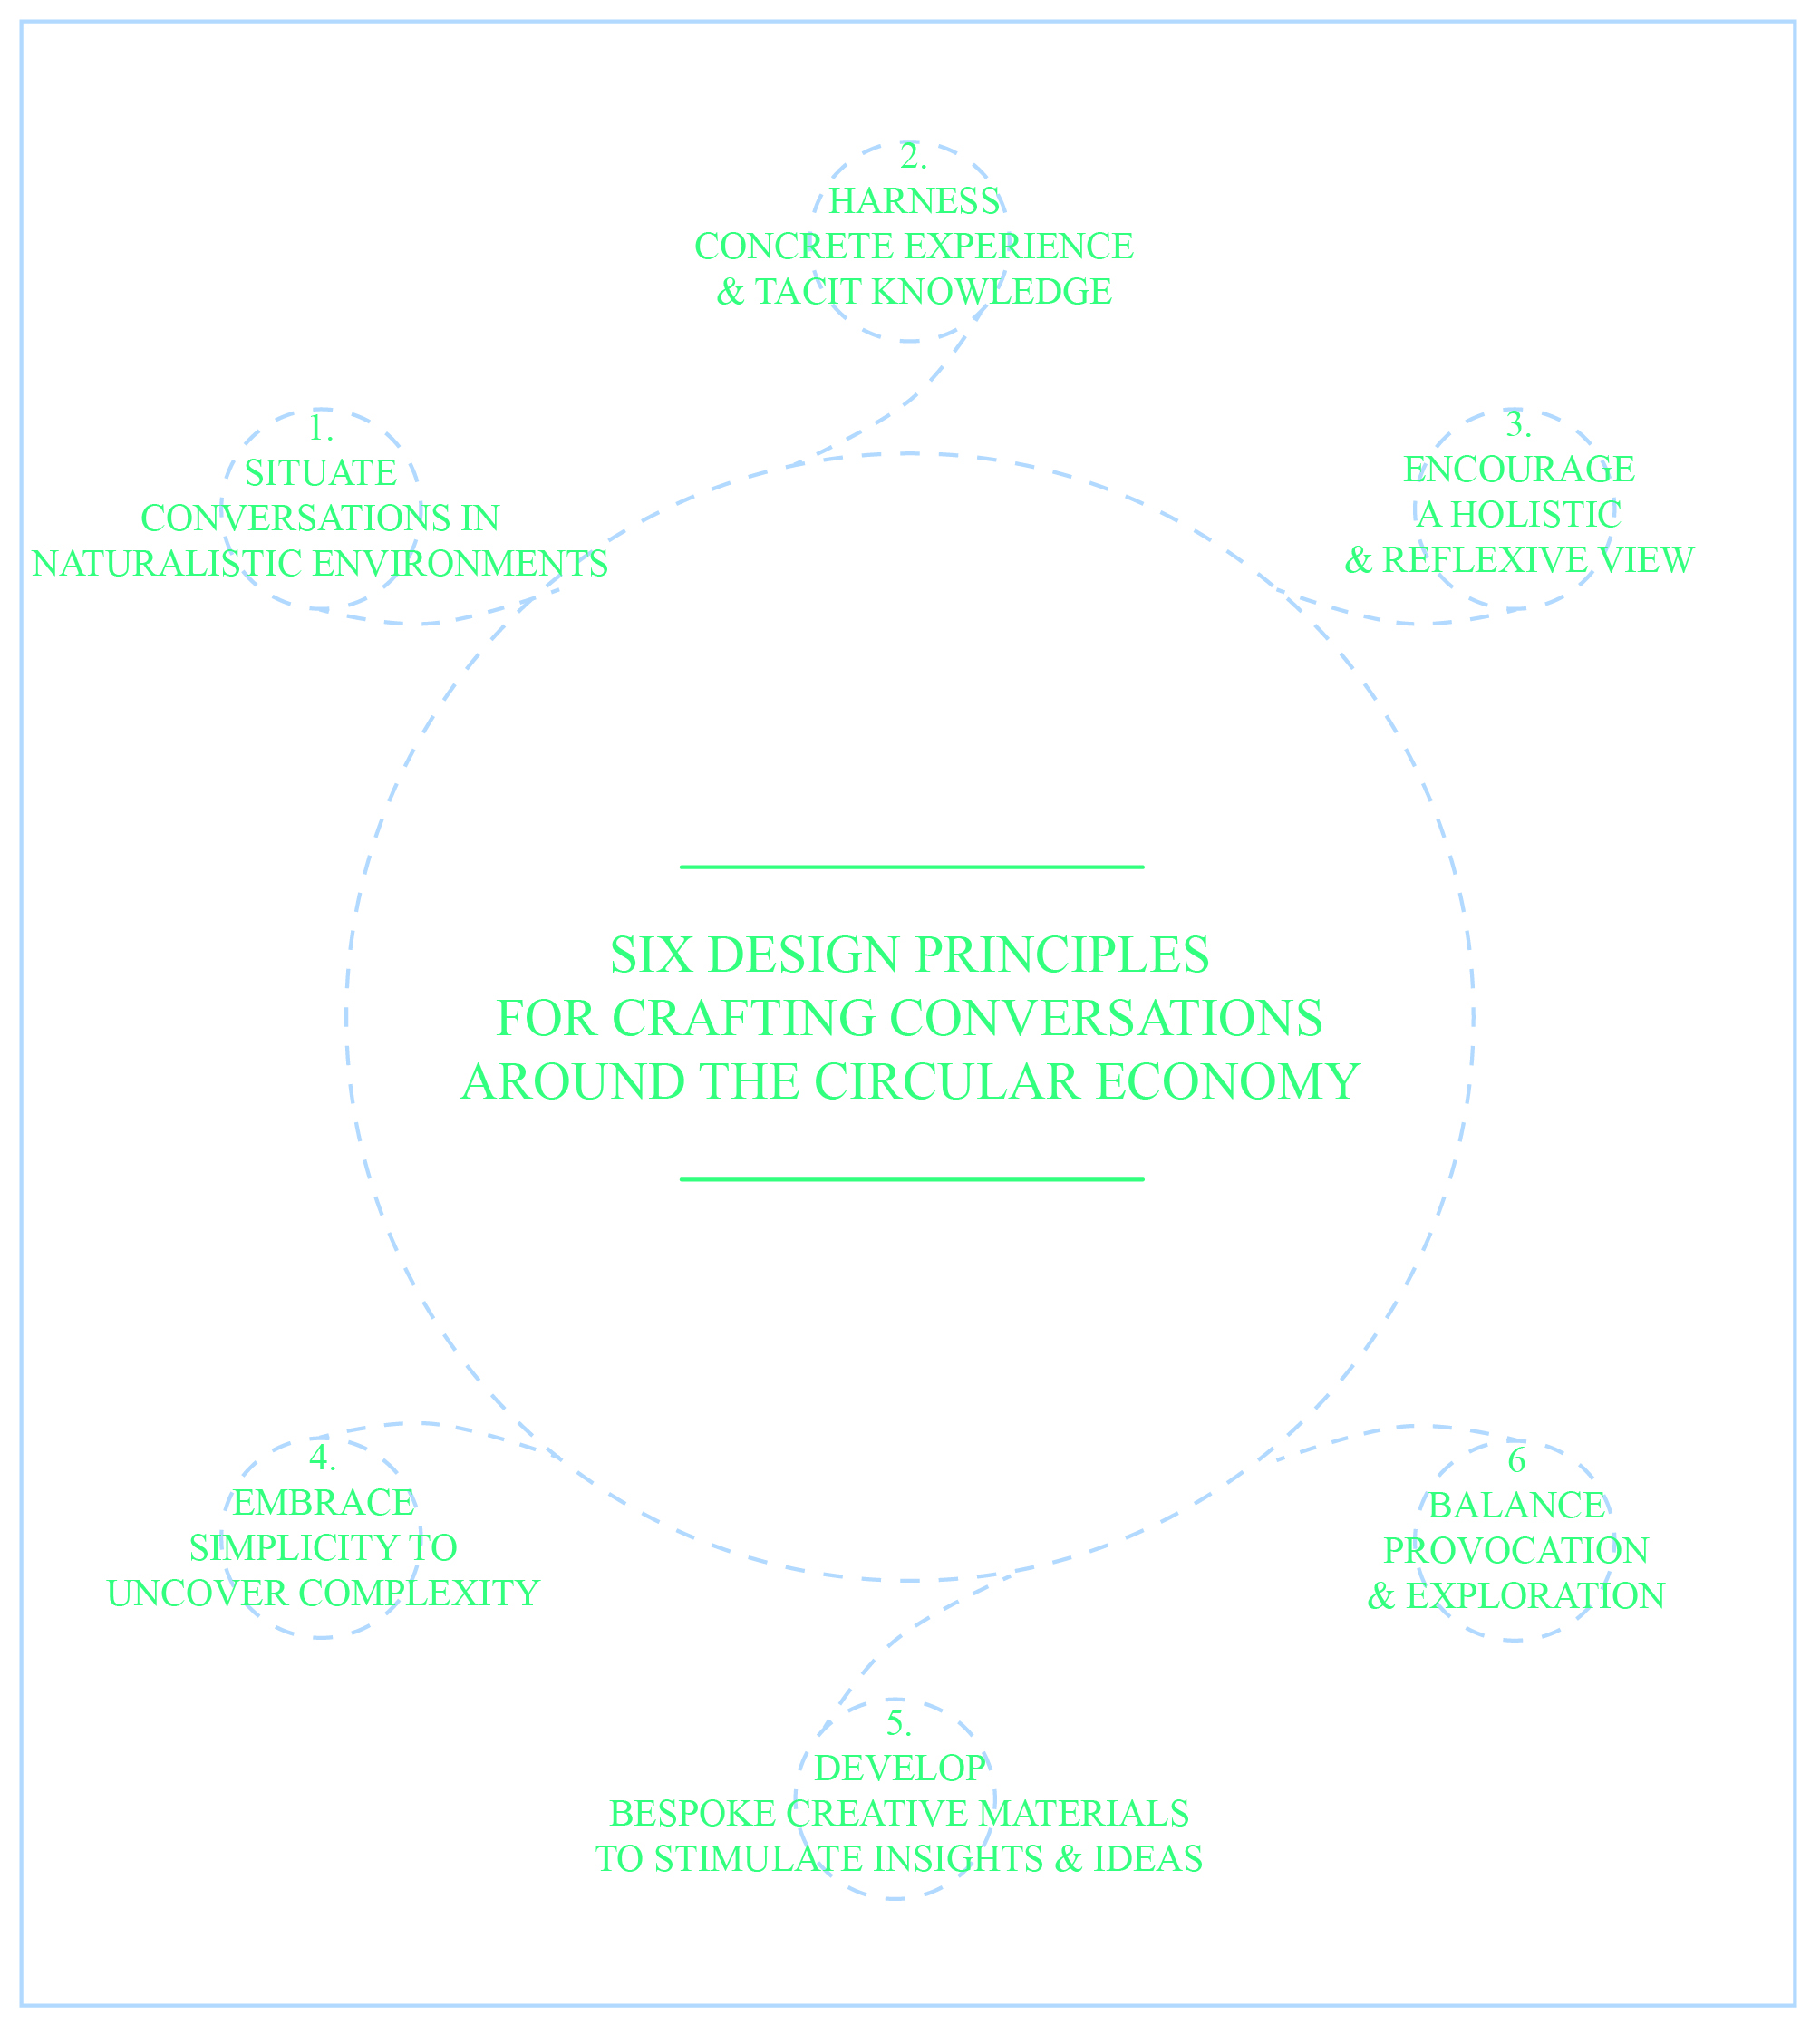 2.
HARNESS
CONCRETE EXPERIENCE
& TACIT KNOWLEDGE
1.
SITUATE
CONVERSATIONS IN
NATURALISTIC ENVIRONMENTS
3.
ENCOURAGE
A HOLISTIC
& REFLEXIVE VIEW
SIX DESIGN PRINCIPLES
FOR CRAFTING CONVERSATIONS
AROUND THE CIRCULAR ECONOMY
4.
EMBRACE
SIMPLICITY TO
UNCOVER COMPLEXITY
6
BALANCE
PROVOCATION
& EXPLORATION
5.
DEVELOP
BESPOKE CREATIVE MATERIALS
TO STIMULATE INSIGHTS & IDEAS